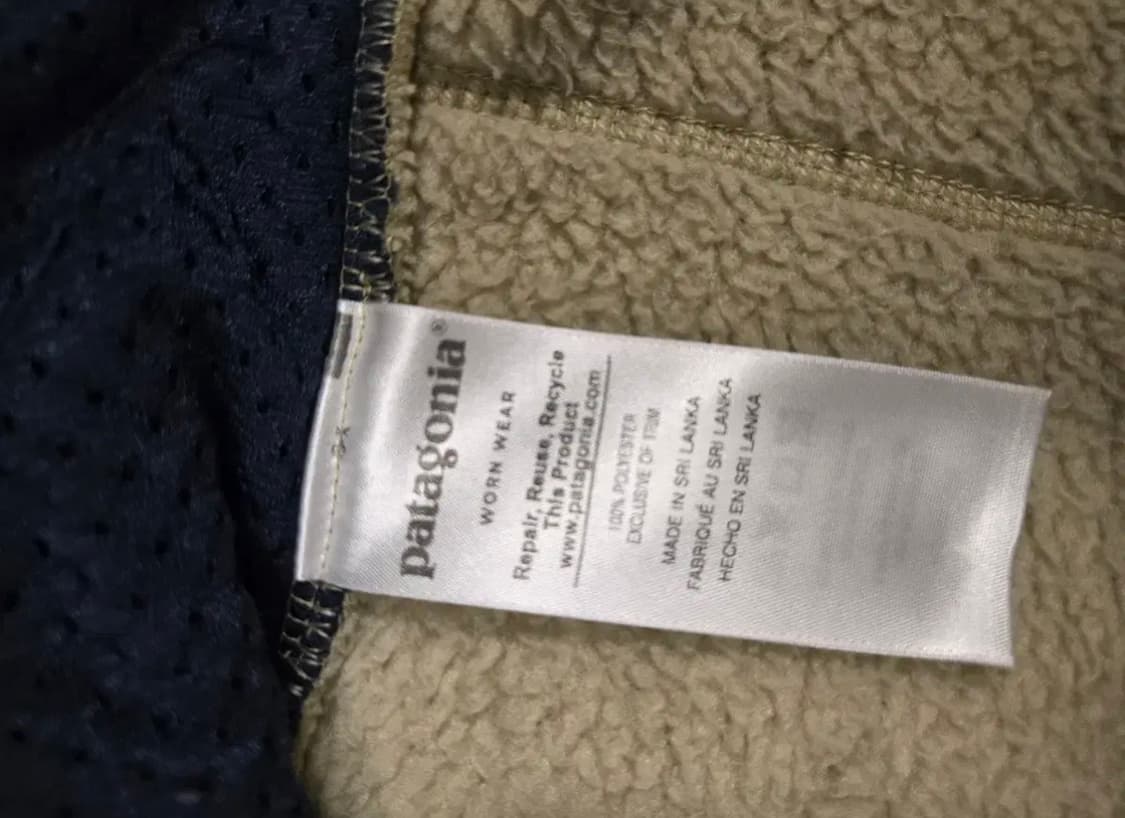 patagonia®
WORN WEAR
Repair, Reuse, Recycle
This Product
www.patagonia.com
100% POLYESTER
EXCLUSIVE OF TRIM
MADE IN SRI LANKA
FABRIQUÉ AU SRI LANKA
HECHO EN SRI LANKA